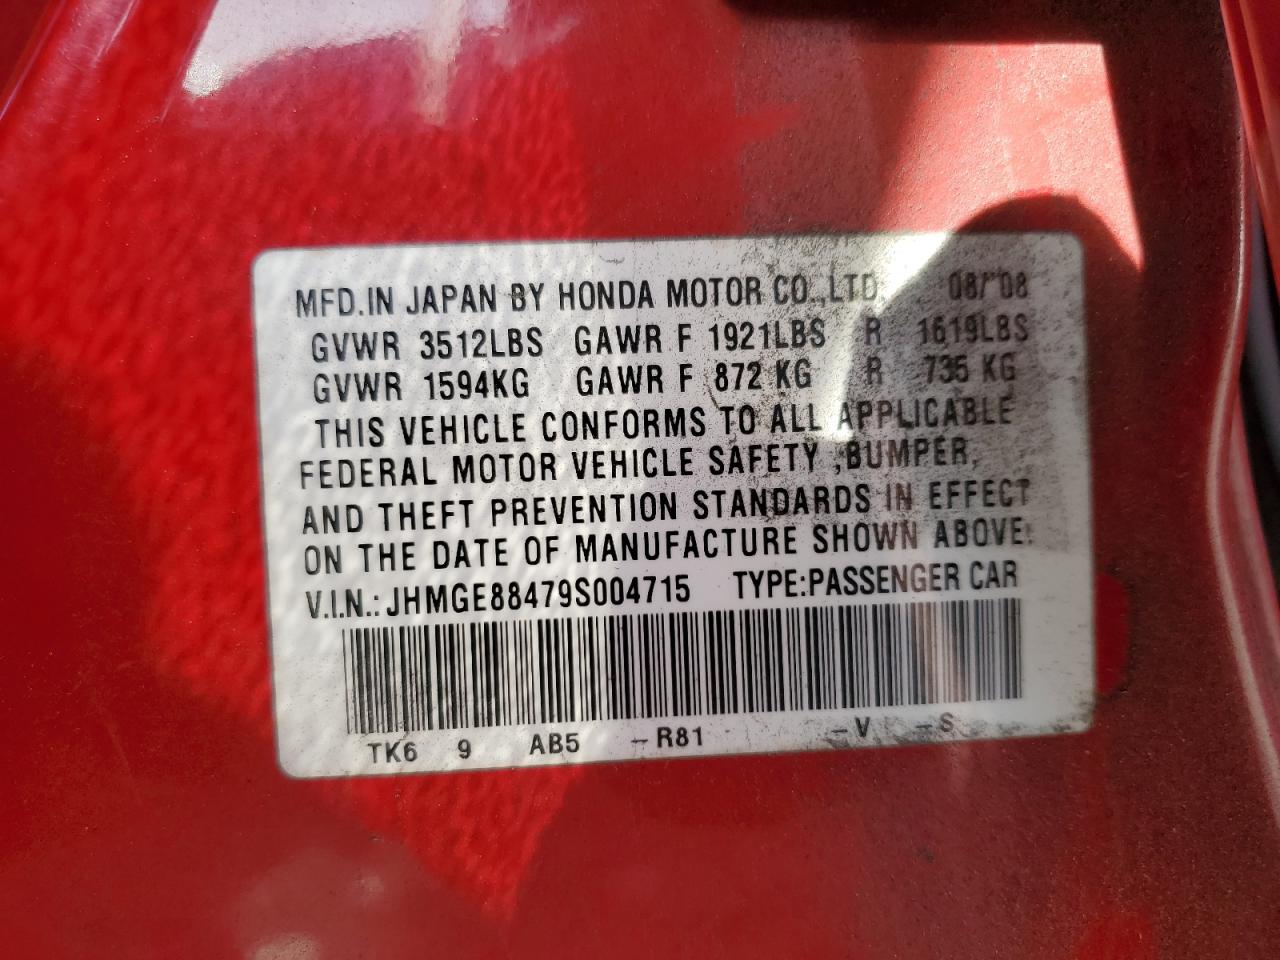 MFD.IN JAPAN BY HONDA MOTOR CO.,LTD. 08/'08
GVWR 3512LBS GAWR F 1921LBS R 1619LBS
GVWR 1594KG GAWR F 872 KG R 735 KG
THIS VEHICLE CONFORMS TO ALL APPLICABLE
FEDERAL MOTOR VEHICLE SAFETY ,BUMPER,
AND THEFT PREVENTION STANDARDS IN EFFECT
ON THE DATE OF MANUFACTURE SHOWN ABOVE.
V.I.N.: JHMGE88479S004715 TYPE:PASSENGER CAR
TK6 9 AB5 -R81 -V -S